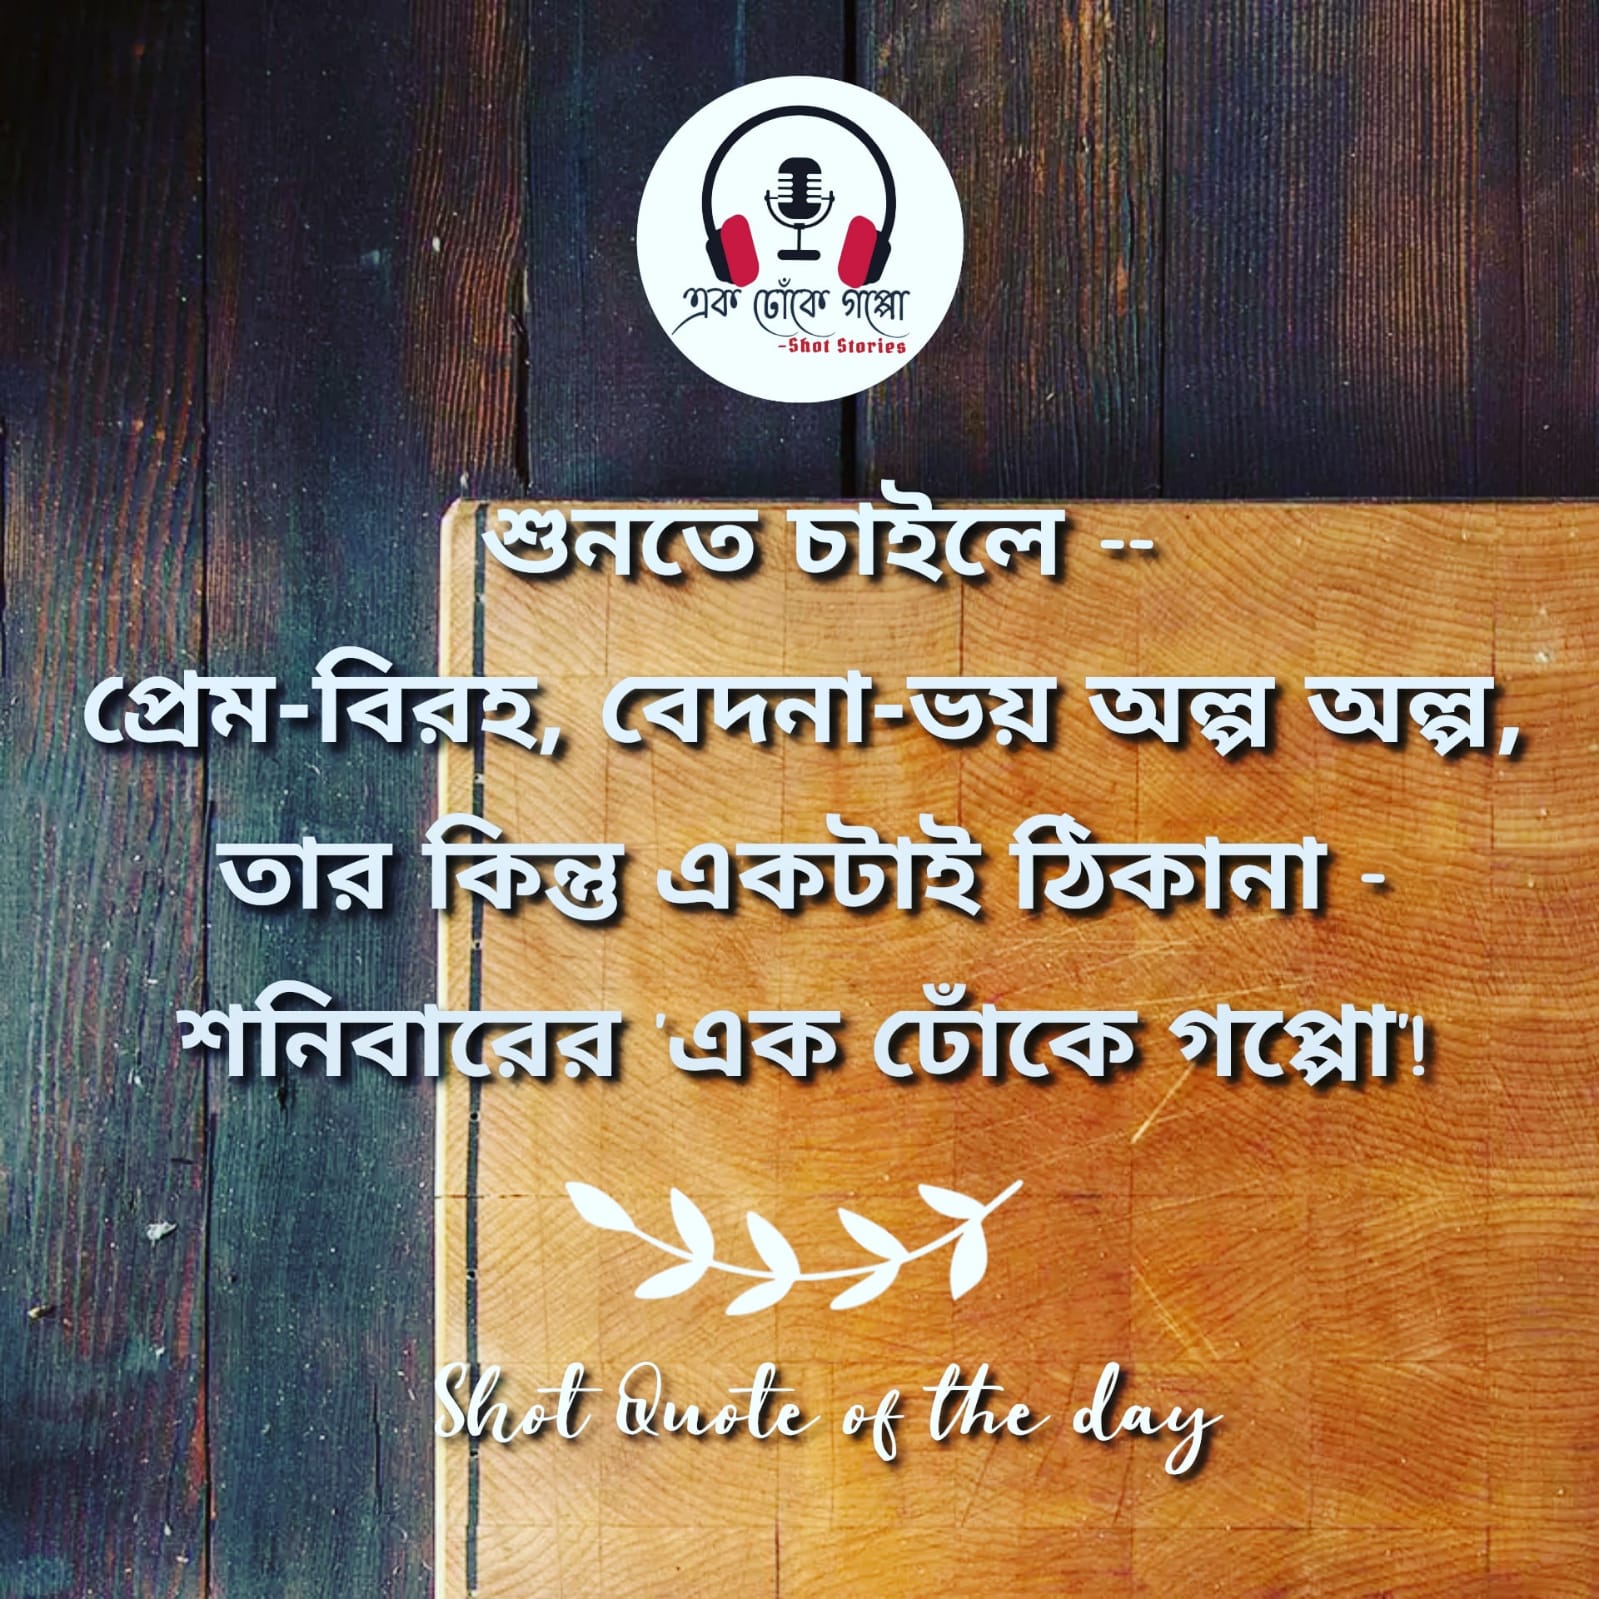 এক ঢোঁকে গপ্পো
-Shot Stories
শুনতে চাইলে --
প্রেম-বিরহ, বেদনা-ভয় অল্প অল্প,
তার কিন্তু একটাই ঠিকানা -
শনিবারের 'এক ঢোঁকে গপ্পো'!
Shot Quote of the day